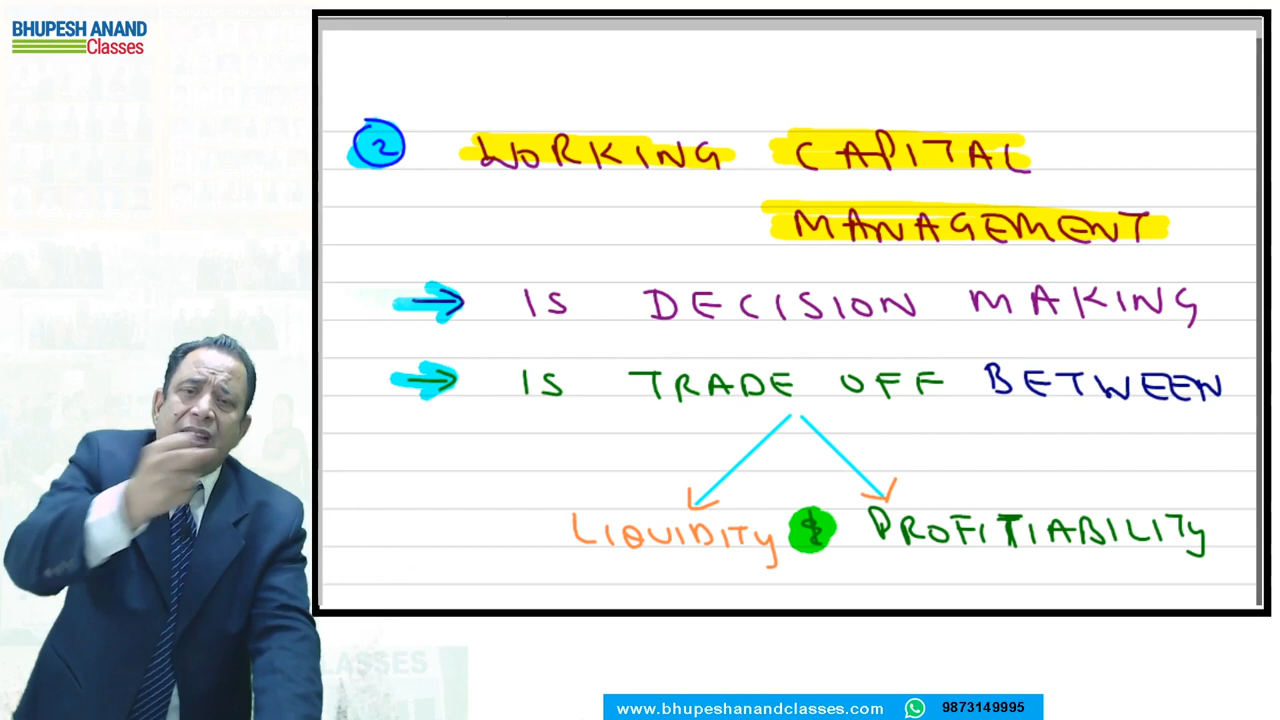 BHUPESH ANAND
Classes
2 WORKING CAPITAL
MANAGEMENT
→ IS DECISION MAKING
→ IS TRADE OFF BETWEEN
LIQUIDITY & PROFITIABILITY
CLASSES
www.bhupeshanandclasses.com 9873149995